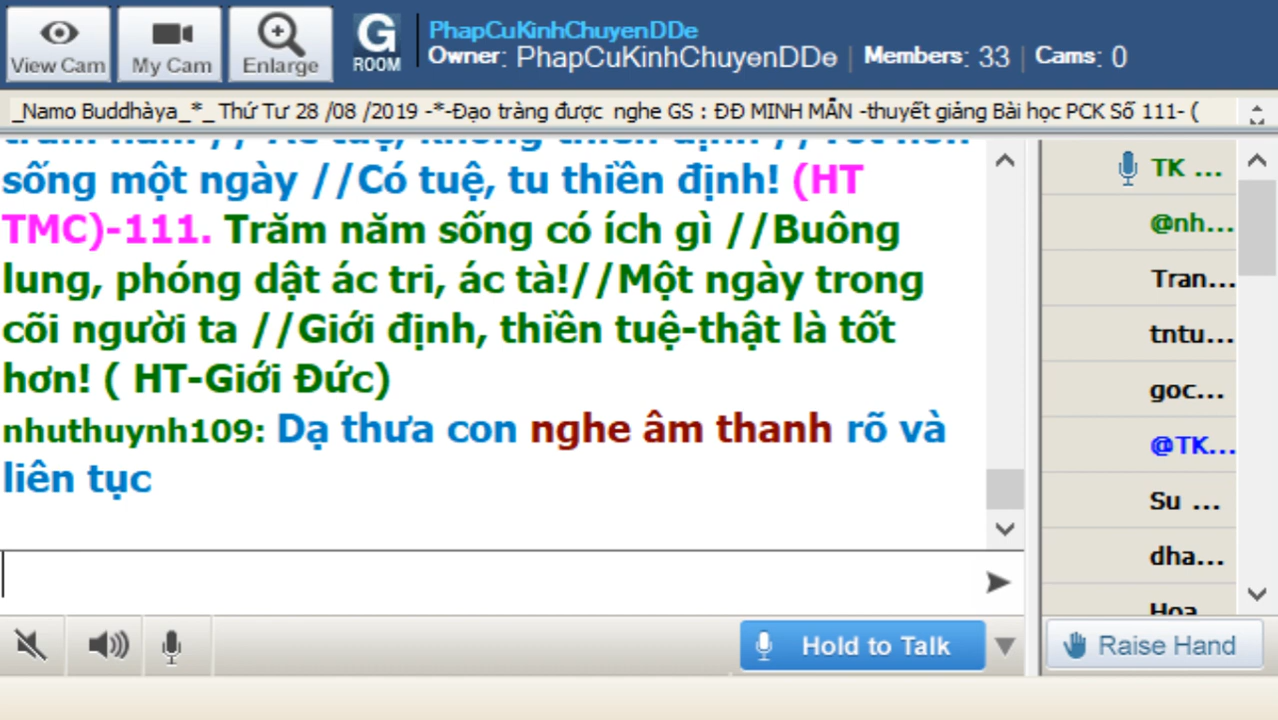 View Cam
My Cam
Enlarge
G
ROOM
PhapCuKinhChuyenDDe
Owner: PhapCuKinhChuyenDDe | Members: 33 | Cams: 0
_Namo Buddhàya_*_ Thứ Tư 28 /08 /2019 -*-Đạo tràng được nghe GS : ĐĐ MINH MẪN -thuyết giảng Bài học PCK Số 111- (
sống một ngày //Có tuệ, tu thiền định! (HT
TMC)-111. Trăm năm sống có ích gì //Buông
lung, phóng dật ác tri, ác tà!//Một ngày trong
cõi người ta //Giới định, thiền tuệ-thật là tốt
hơn! ( HT-Giới Đức)
nhuthuynh109: Dạ thưa con nghe âm thanh rõ và
liên tục
TK ...
@nh...
Tran...
tntu...
goc...
@TK...
Su ...
dha...
Hoa
Hold to Talk
Raise Hand